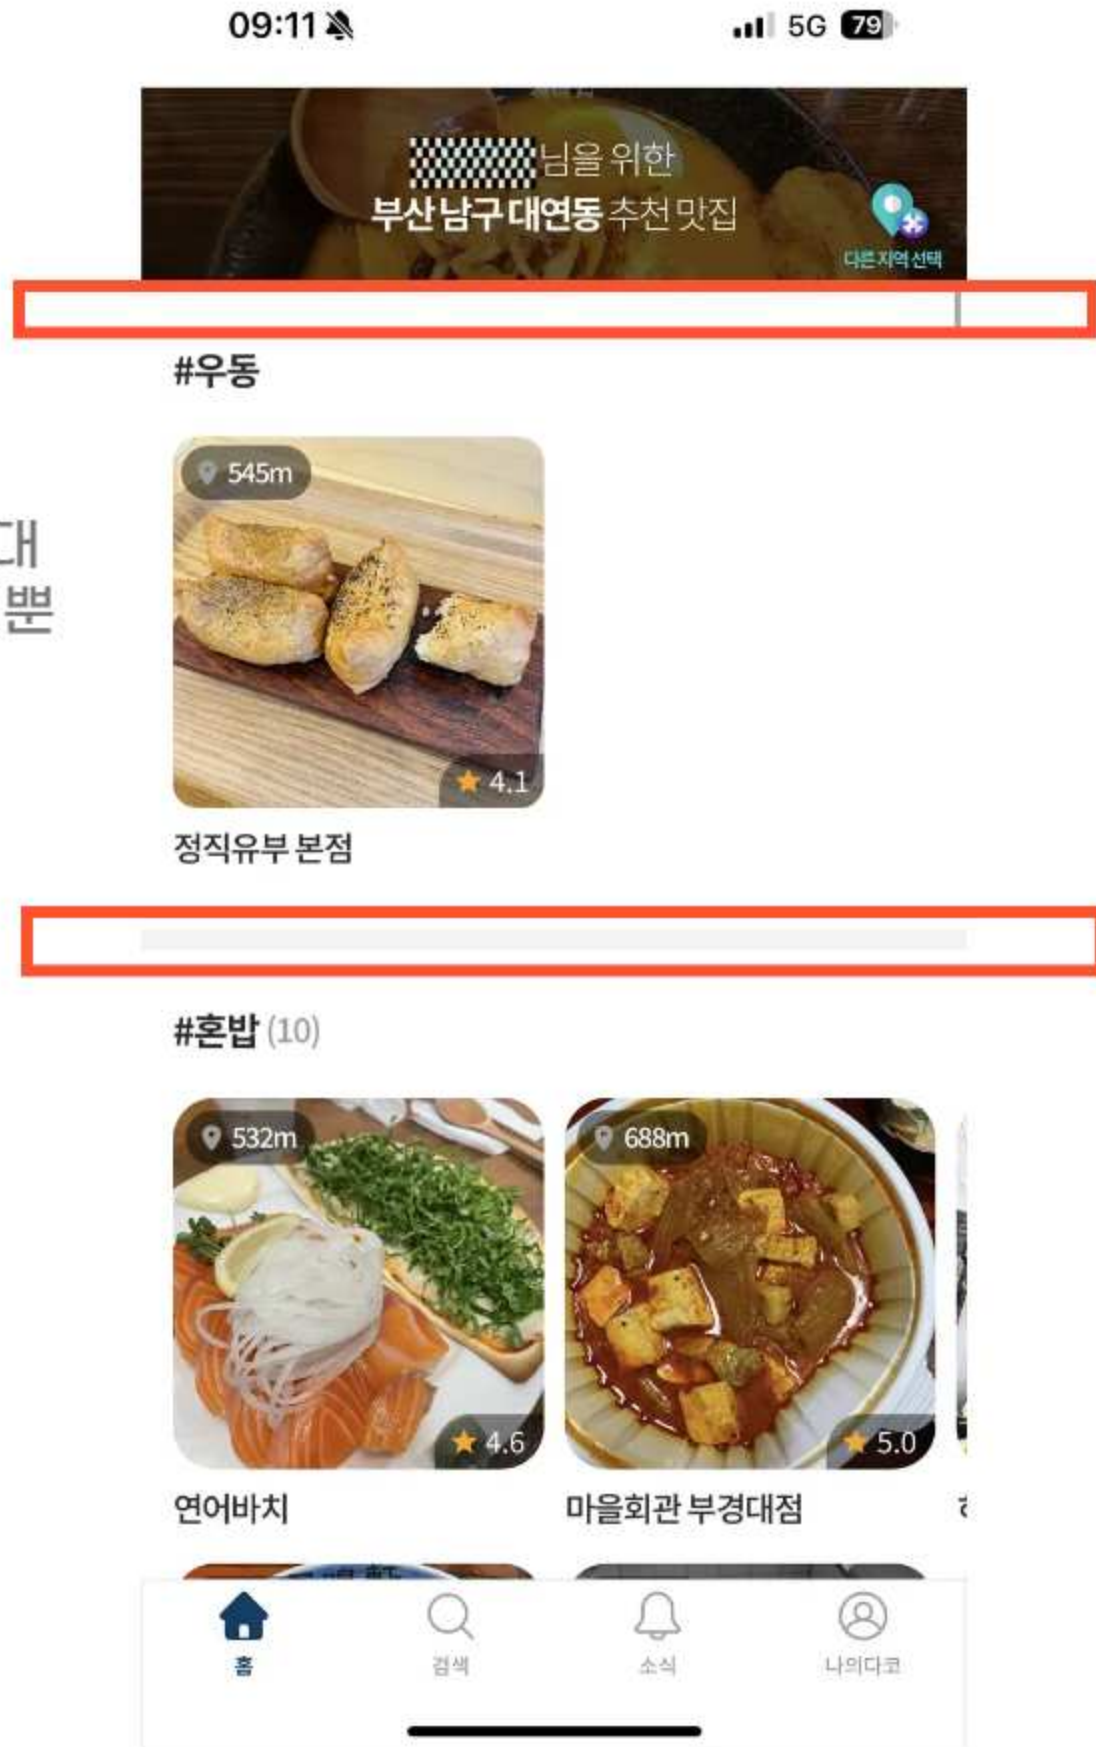 09:11
5G 79
님을 위한
부산 남구 대연동 추천 맛집
다른 지역 선택
#우동
545m
대
뿐
4.1
정직유부 본점
#혼밥 (10)
532m
688m
4.6
5.0
연어바치
마을회관 부경대점
홈
검색
소식
나의다코